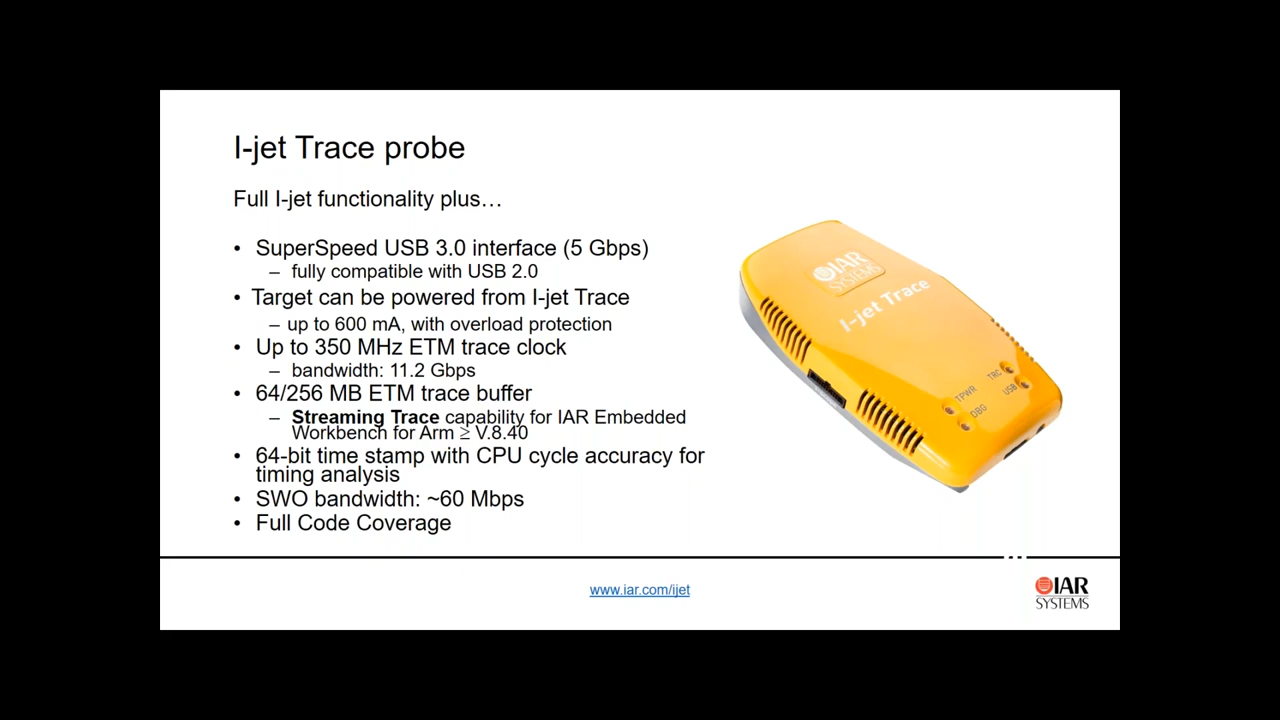 I-jet Trace probe
Full I-jet functionality plus…
• SuperSpeed USB 3.0 interface (5 Gbps)
– fully compatible with USB 2.0
• Target can be powered from I-jet Trace
– up to 600 mA, with overload protection
• Up to 350 MHz ETM trace clock
– bandwidth: 11.2 Gbps
• 64/256 MB ETM trace buffer
– Streaming Trace capability for IAR Embedded
Workbench for Arm ≥ V.8.40
• 64-bit time stamp with CPU cycle accuracy for
timing analysis
• SWO bandwidth: ~60 Mbps
• Full Code Coverage
IAR
SYSTEMS
I-jet Trace
TRC
USB
TPWR
DBG
www.iar.com/ijet
IAR
SYSTEMS